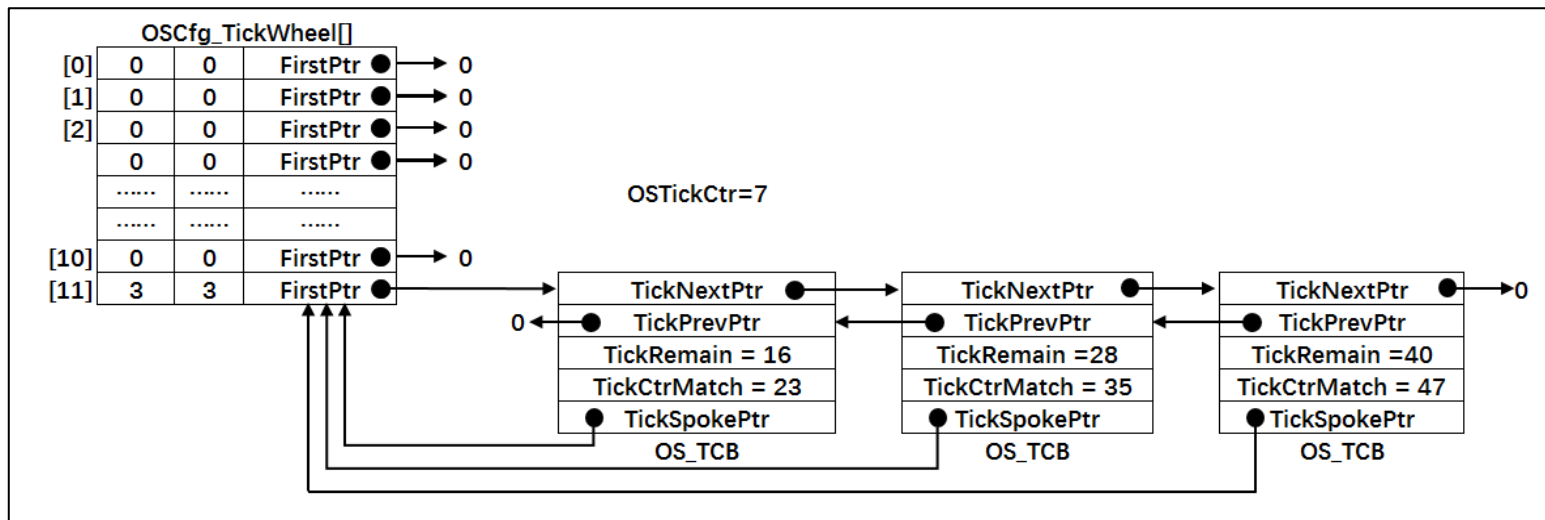 OSCfg_TickWheel[]
[0] 0 0 FirstPtr 0
[1] 0 0 FirstPtr 0
[2] 0 0 FirstPtr 0
0 0 FirstPtr 0
...... ...... ......
OSTickCtr=7
...... ...... ......
[10] 0 0 FirstPtr 0
[11] 3 3 FirstPtr
TickNextPtr TickNextPtr TickNextPtr 0
0 TickPrevPtr TickPrevPtr TickPrevPtr
TickRemain = 16 TickRemain =28 TickRemain =40
TickCtrMatch = 23 TickCtrMatch = 35 TickCtrMatch = 47
TickSpokePtr TickSpokePtr TickSpokePtr
OS_TCB OS_TCB OS_TCB